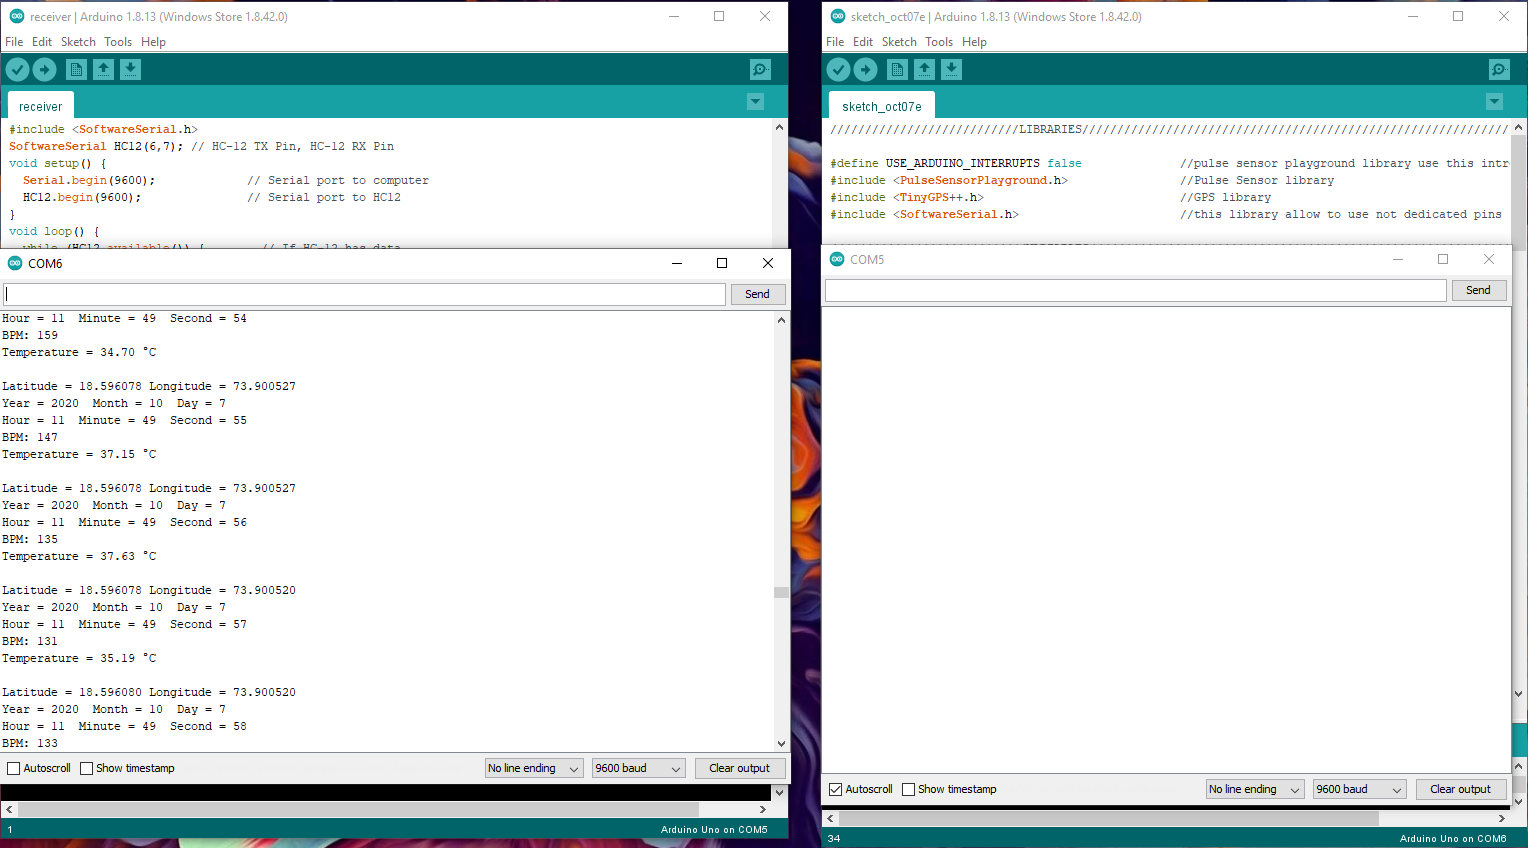 receiver | Arduino 1.8.13 (Windows Store 1.8.42.0)
File Edit Sketch Tools Help
receiver
#include <SoftwareSerial.h>
SoftwareSerial HC12(6,7); // HC-12 TX Pin, HC-12 RX Pin
void setup() {
Serial.begin(9600); // Serial port to computer
HC12.begin(9600); // Serial port to HC12
}
void loop() {
while (HC12.available()) { // If HC-12 has data
COM6
Send
Hour = 11 Minute = 49 Second = 54
BPM: 159
Temperature = 34.70 °C
Latitude = 18.596078 Longitude = 73.900527
Year = 2020 Month = 10 Day = 7
Hour = 11 Minute = 49 Second = 55
BPM: 147
Temperature = 37.15 °C
Latitude = 18.596078 Longitude = 73.900527
Year = 2020 Month = 10 Day = 7
Hour = 11 Minute = 49 Second = 56
BPM: 135
Temperature = 37.63 °C
Latitude = 18.596078 Longitude = 73.900520
Year = 2020 Month = 10 Day = 7
Hour = 11 Minute = 49 Second = 57
BPM: 131
Temperature = 35.19 °C
Latitude = 18.596080 Longitude = 73.900520
Year = 2020 Month = 10 Day = 7
Hour = 11 Minute = 49 Second = 58
BPM: 133
Autoscroll Show timestamp No line ending 9600 baud Clear output
1 Arduino Uno on COM5
sketch_oct07e | Arduino 1.8.13 (Windows Store 1.8.42.0)
File Edit Sketch Tools Help
sketch_oct07e
///////////////////////////LIBRARIES/////////////////////////////////////////////////////////////
#define USE_ARDUINO_INTERRUPTS false //pulse sensor playground library use this intr
#include <PulseSensorPlayground.h> //Pulse Sensor library
#include <TinyGPS++.h> //GPS library
#include <SoftwareSerial.h> //this library allow to use not dedicated pins
COM5
Send
Autoscroll Show timestamp No line ending 9600 baud Clear output
34 Arduino Uno on COM6